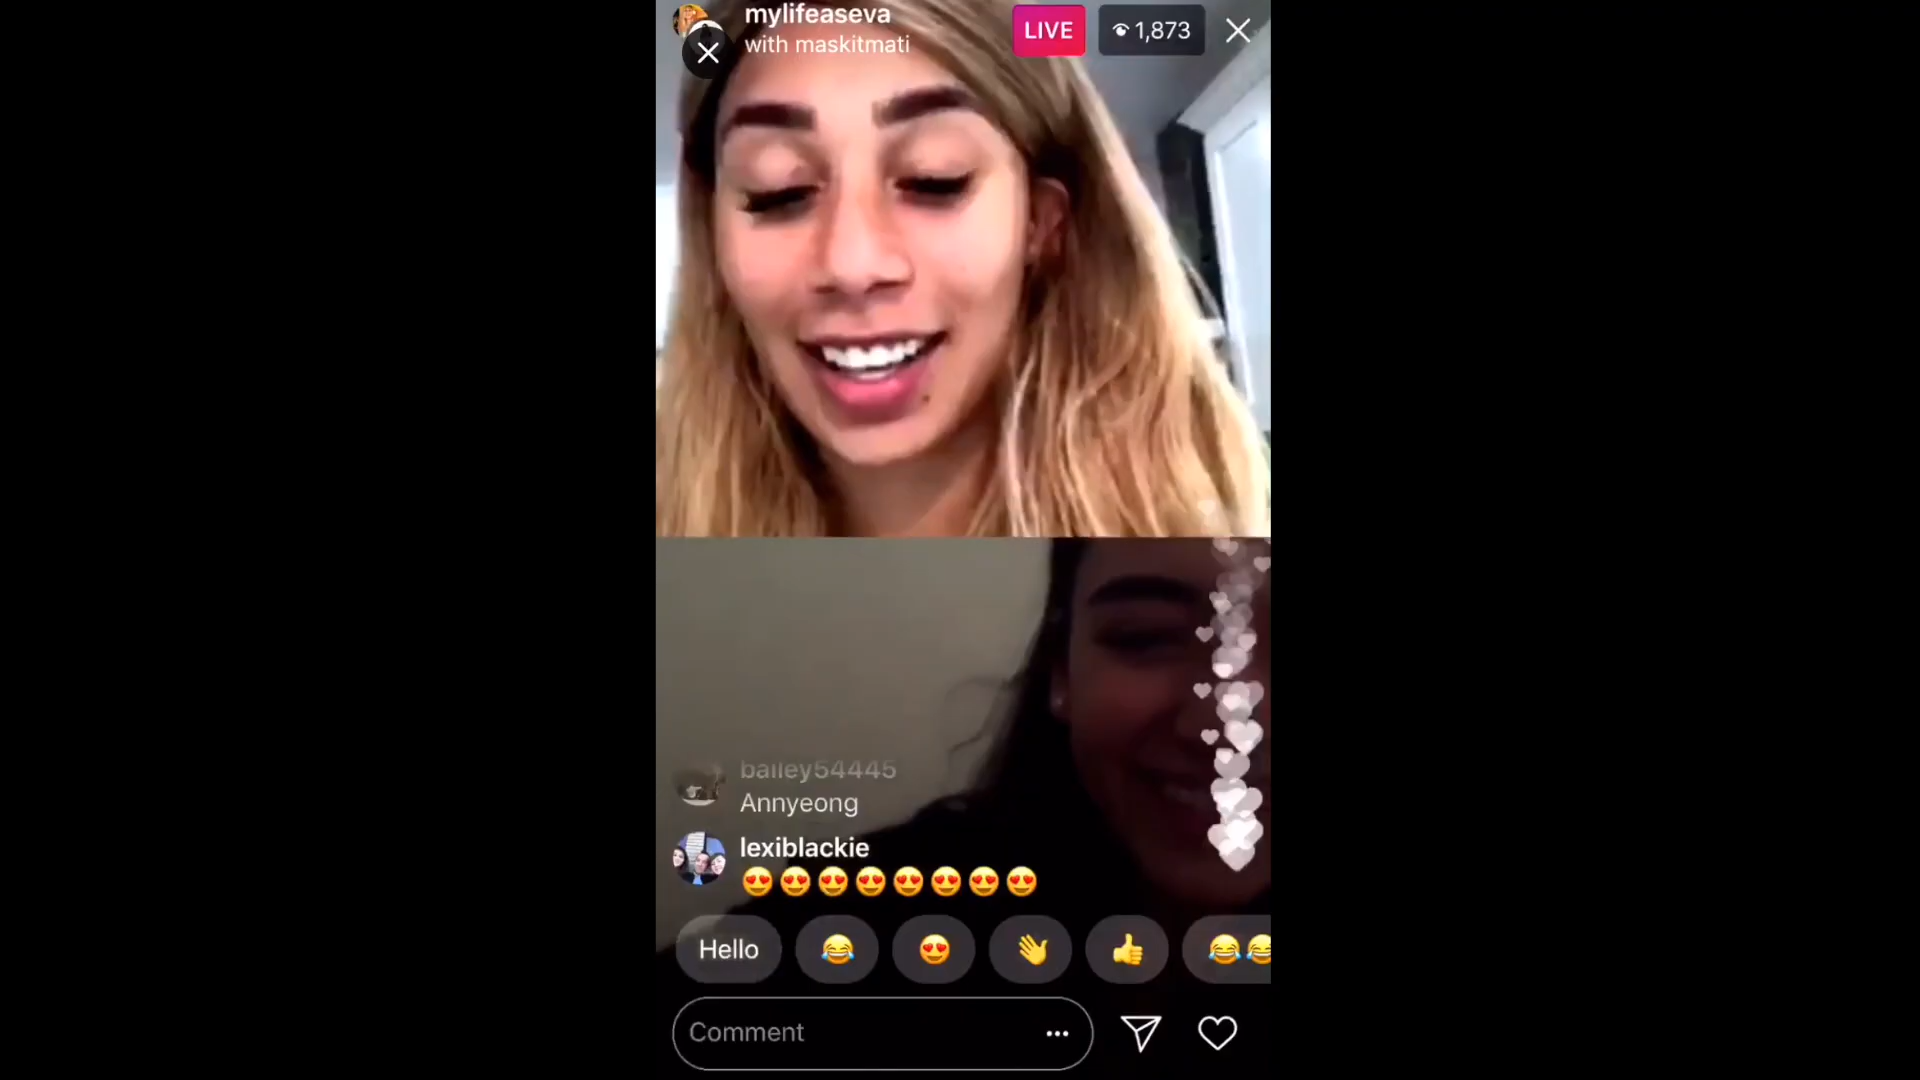 mylifeaseva
with maskitmati
LIVE
1,873
bailey54445
Annyeong
lexiblackie
😍😍😍😍😍😍😍😍
Hello 😂 😍 👋 👍 😂😂
Comment